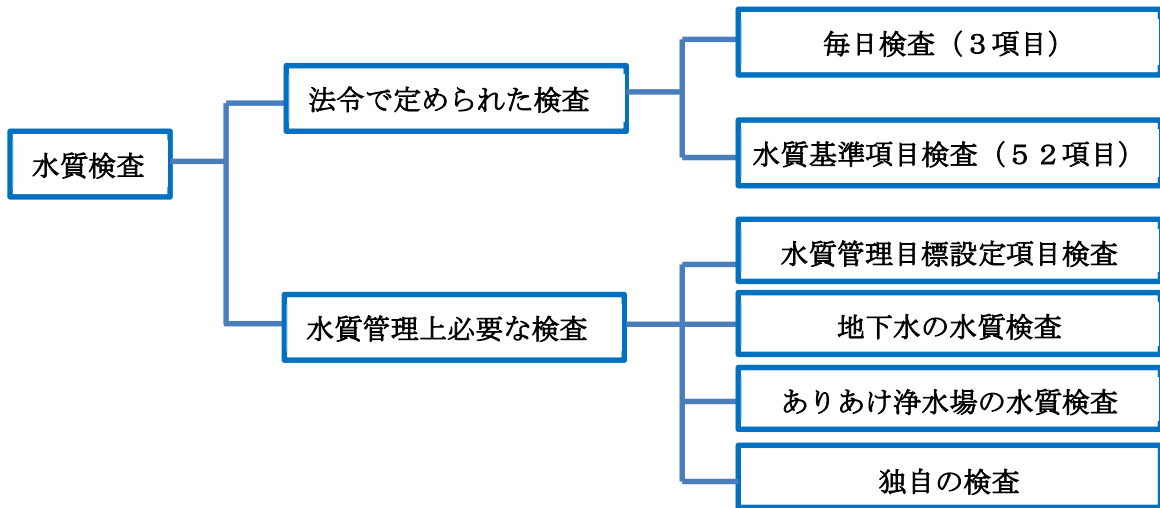 水質検査
法令で定められた検査
毎日検査（３項目）
水質基準項目検査（５２項目）
水質管理上必要な検査
水質管理目標設定項目検査
地下水の水質検査
ありあけ浄水場の水質検査
独自の検査